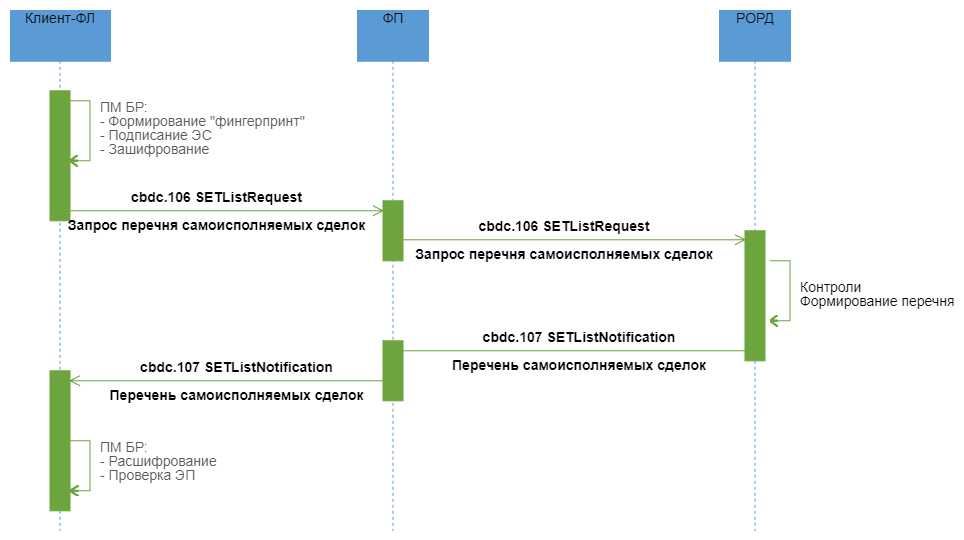 Клиент-ФЛ
ФП
РОРД
ПМ БР:
- Формирование "фингерпринт"
- Подписание ЭС
- Зашифрование
cbdc.106 SETListRequest
Запрос перечня самоисполняемых сделок
cbdc.106 SETListRequest
Запрос перечня самоисполняемых сделок
Контроли
Формирование перечня
cbdc.107 SETListNotification
Перечень самоисполняемых сделок
cbdc.107 SETListNotification
Перечень самоисполняемых сделок
ПМ БР:
- Расшифрование
- Проверка ЭП